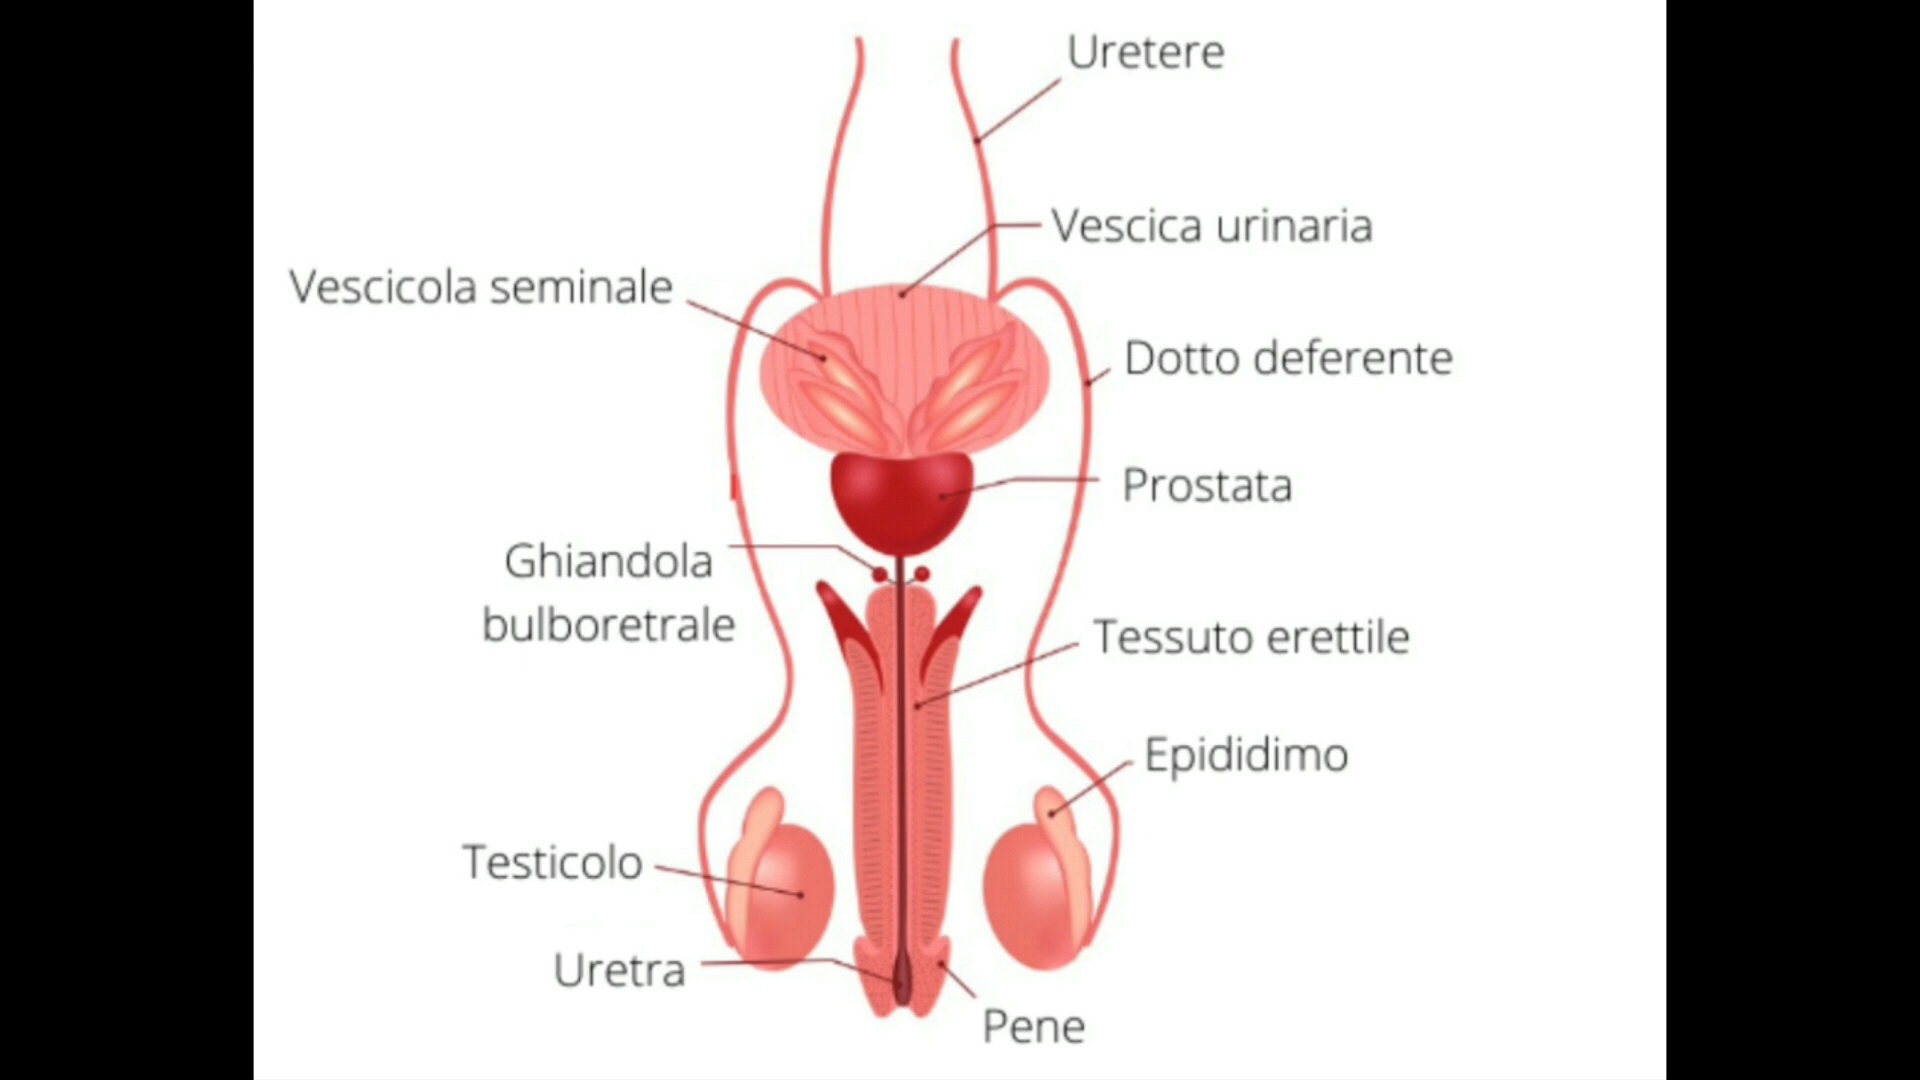 Uretere
Vescica urinaria
Vescicola seminale
Dotto deferente
Prostata
Ghiandola
bulboretrale
Tessuto erettile
Epididimo
Testicolo
Uretra
Pene